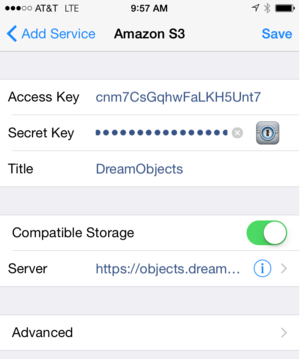 AT&T LTE 9:57 AM
Add Service Amazon S3 Save
Access Key cnm7CsGqhwFaLKH5Unt7
Secret Key ••••••••••••••••
Title DreamObjects
Compatible Storage
Server https://objects.dream...
Advanced